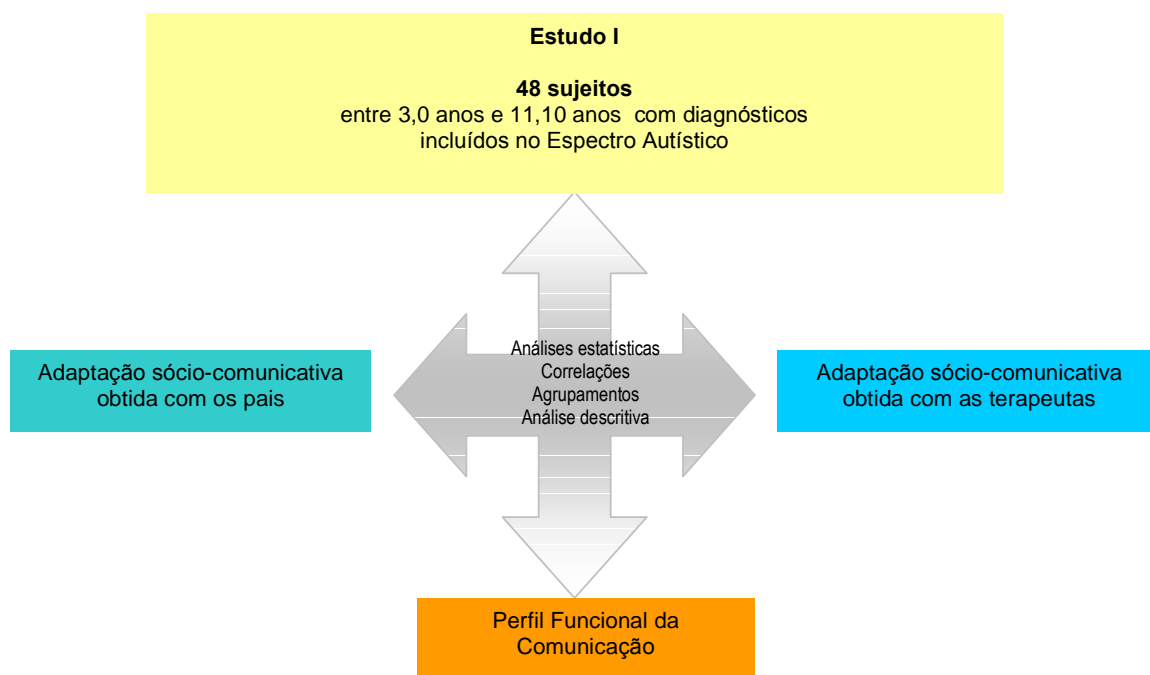 Estudo I
48 sujeitos
entre 3,0 anos e 11,10 anos com diagnósticos
incluídos no Espectro Autístico
Análises estatísticas
Correlações
Agrupamentos
Análise descritiva
Adaptação sócio-comunicativa
obtida com os pais
Adaptação sócio-comunicativa
obtida com as terapeutas
Perfil Funcional da
Comunicação